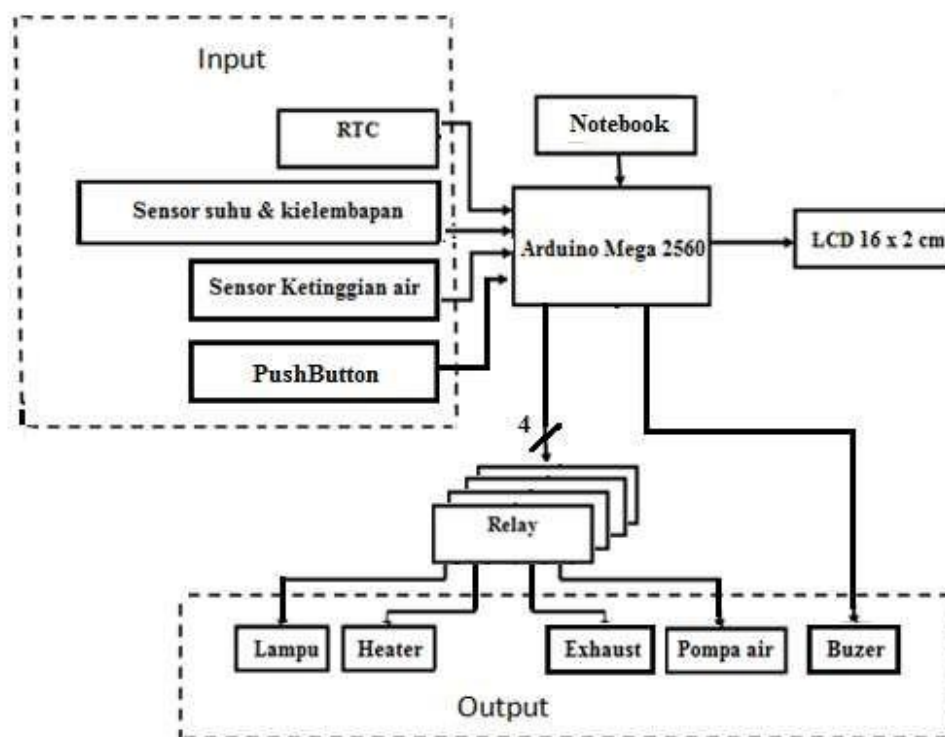 Input
RTC
Notebook
Sensor suhu & kielembapan
Arduino Mega 2560
LCD 16 x 2 cm
Sensor Ketinggian air
PushButton
4
Relay
Lampu
Heater
Exhaust
Pompa air
Buzer
Output